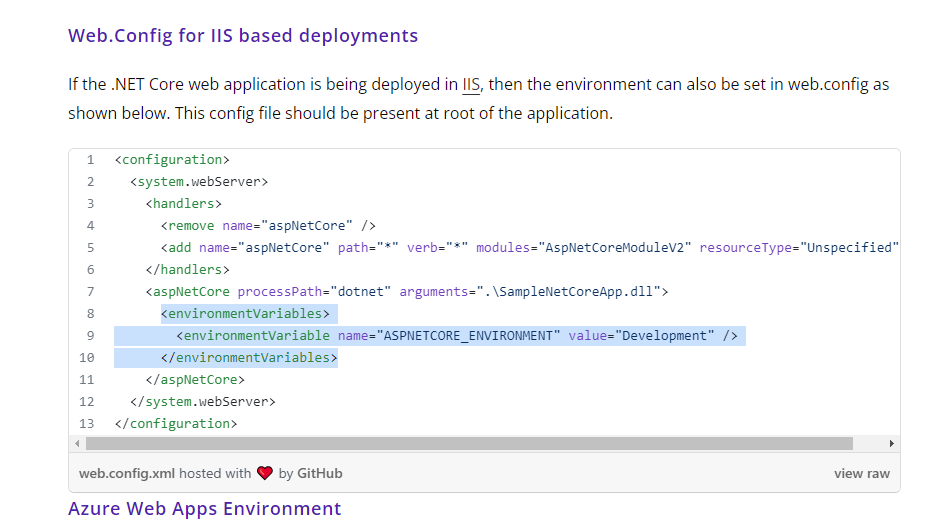 Web.Config for IIS based deployments
If the .NET Core web application is being deployed in IIS, then the environment can also be set in web.config as
shown below. This config file should be present at root of the application.
1 <configuration>
2 <system.webServer>
3 <handlers>
4 <remove name="aspNetCore" />
5 <add name="aspNetCore" path="*" verb="*" modules="AspNetCoreModuleV2" resourceType="Unspecified"
6 </handlers>
7 <aspNetCore processPath="dotnet" arguments=".\SampleNetCoreApp.dll">
8 <environmentVariables>
9 <environmentVariable name="ASPNETCORE_ENVIRONMENT" value="Development" />
10 </environmentVariables>
11 </aspNetCore>
12 </system.webServer>
13 </configuration>
web.config.xml hosted with ❤ by GitHub view raw
Azure Web Apps Environment